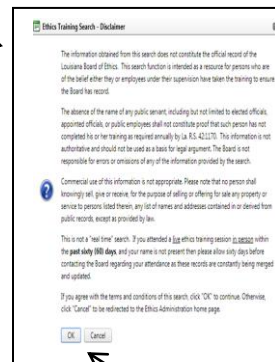 Ethics Training Search - Disclaimer
The information obtained from this search does not constitute the official record of the
Louisiana Board of Ethics. This search function is intended as a resource for persons who are
of the belief either they or employees under their supervision have taken the training to ensure
the Board has record.
The absence of the name of any public servant, including but not limited to elected officials,
appointed officials, or public employees shall not constitute proof that such person has not
completed his or her training as required annually by La. R.S. 42:1170. This information is not
authoritative and should not be used as a basis for legal argument. The Board is not
responsible for errors or omissions of any of the information provided by the search.
Commercial use of this information is not appropriate. Please note that no person shall
knowingly sell, give or receive, for the purpose of selling or offering for sale any property or
service to persons listed therein, any list of names and addresses contained in or derived from
public records, except as provided by law.
This is not a "real time" search. If you attended a live ethics training session in person within
the past sixty (60) days, and your name is not present then please allow sixty days before
contacting the Board regarding your attendance as these records are constantly being merged
and updated.
If you agree with the terms and conditions of this search, click "OK" to continue. Otherwise,
click "Cancel" to be redirected to the Ethics Administration home page.
OK Cancel